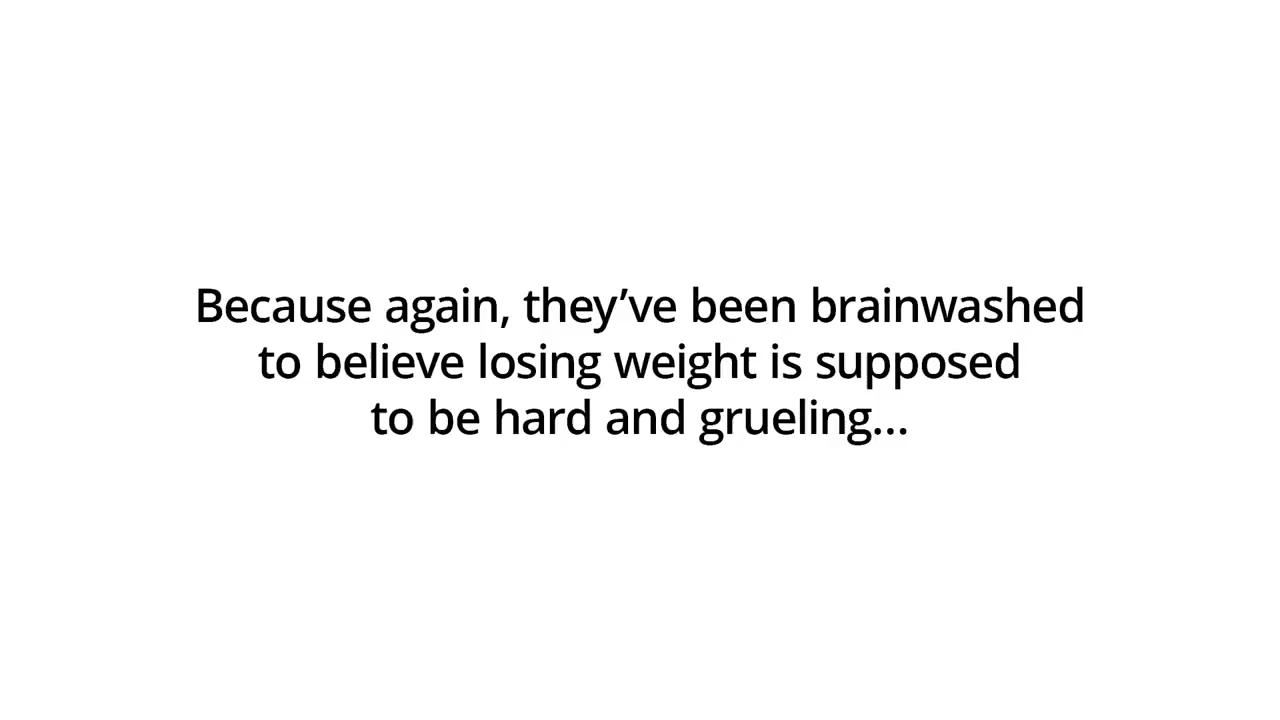 Because again, they’ve been brainwashed
to believe losing weight is supposed
to be hard and grueling...